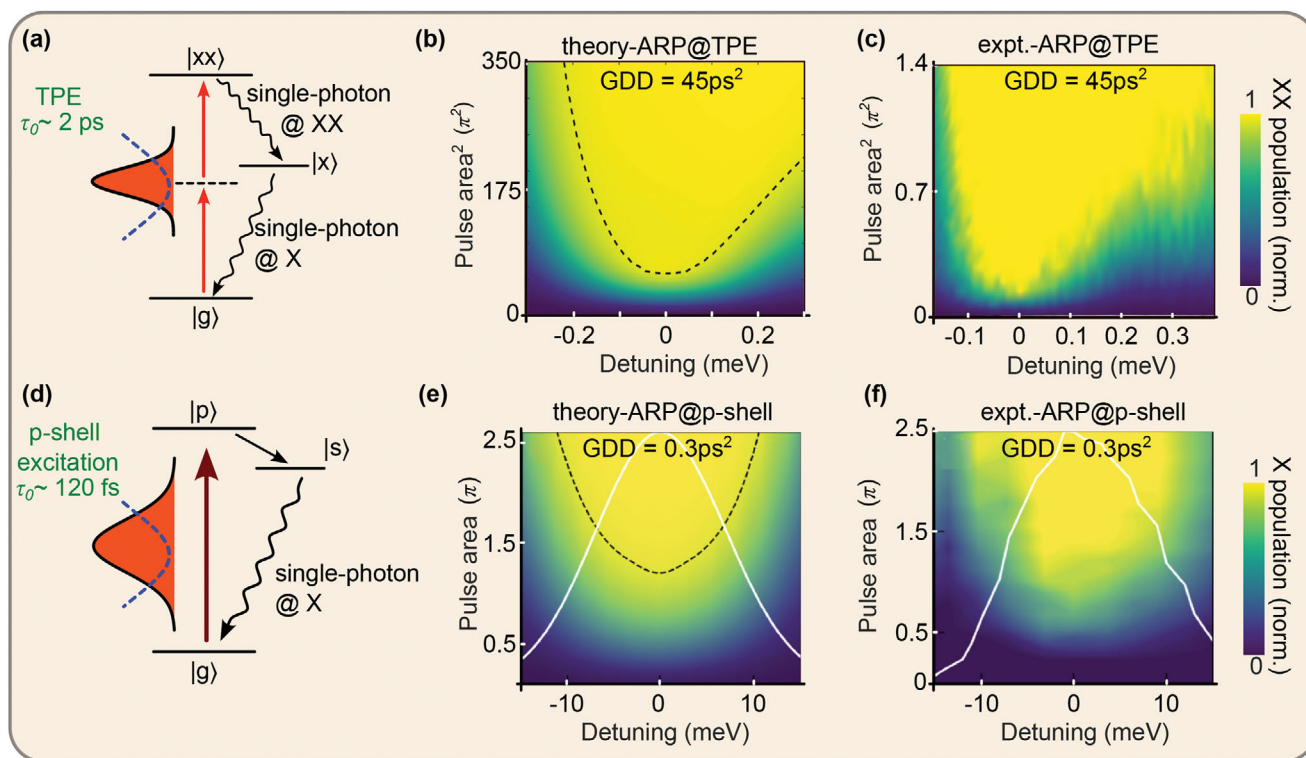 (a)
|xx⟩
TPE
τ0~ 2 ps
single-photon
@ XX
|x⟩
single-photon
@ X
|g⟩
(b)
theory-ARP@TPE
GDD = 45ps²
Pulse area² (π²)
350
175
0
-0.2
0
0.2
Detuning (meV)
(c)
expt.-ARP@TPE
GDD = 45ps²
Pulse area² (π²)
1.4
0.7
0
-0.1
0
0.1
0.2
0.3
Detuning (meV)
1
0
XX population (norm.)
(d)
|p⟩
p-shell
excitation
τ0~ 120 fs
|s⟩
single-photon
@ X
|g⟩
(e)
theory-ARP@p-shell
GDD = 0.3ps²
Pulse area (π)
2.5
1.5
0.5
-10
0
10
Detuning (meV)
(f)
expt.-ARP@p-shell
GDD = 0.3ps²
Pulse area (π)
2.5
1.5
0.5
0
-10
0
10
Detuning (meV)
1
0
X population (norm.)